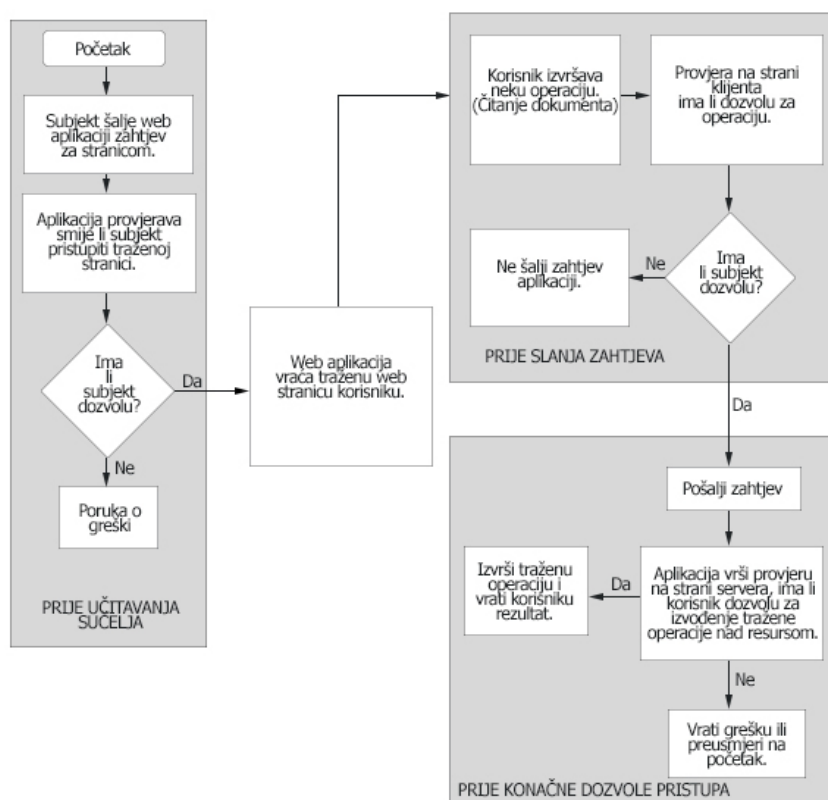 Početak
Subjekt šalje web
aplikaciji zahtjev
za stranicom.
Aplikacija provjerava
smije li subjekt
pristupiti traženoj
stranici.
Ima
li
subjekt
dozvolu?
Da
Ne
Poruka o
greški
PRIJE UČITAVANJA
SUČELJA
Web aplikacija
vraća traženu web
stranicu korisniku.
Korisnik izvršava
neku operaciju.
(Čitanje dokumenta)
Provjera na strani
klijenta
ima li dozvolu za
operaciju.
Ima
li subjekt
dozvolu?
Ne
Ne šalji zahtjev
aplikaciji.
PRIJE SLANJA ZAHTJEVA
Da
Pošalji zahtjev
Aplikacija vrši provjeru
na strani servera, ima li
korisnik dozvolu za
izvođenje tražene
operacije nad resursom.
Da
Izvrši traženu
operaciju i
vrati korisniku
rezultat.
Ne
Vrati grešku ili
preusmjeri na
početak.
PRIJE KONAČNE DOZVOLE PRISTUPA